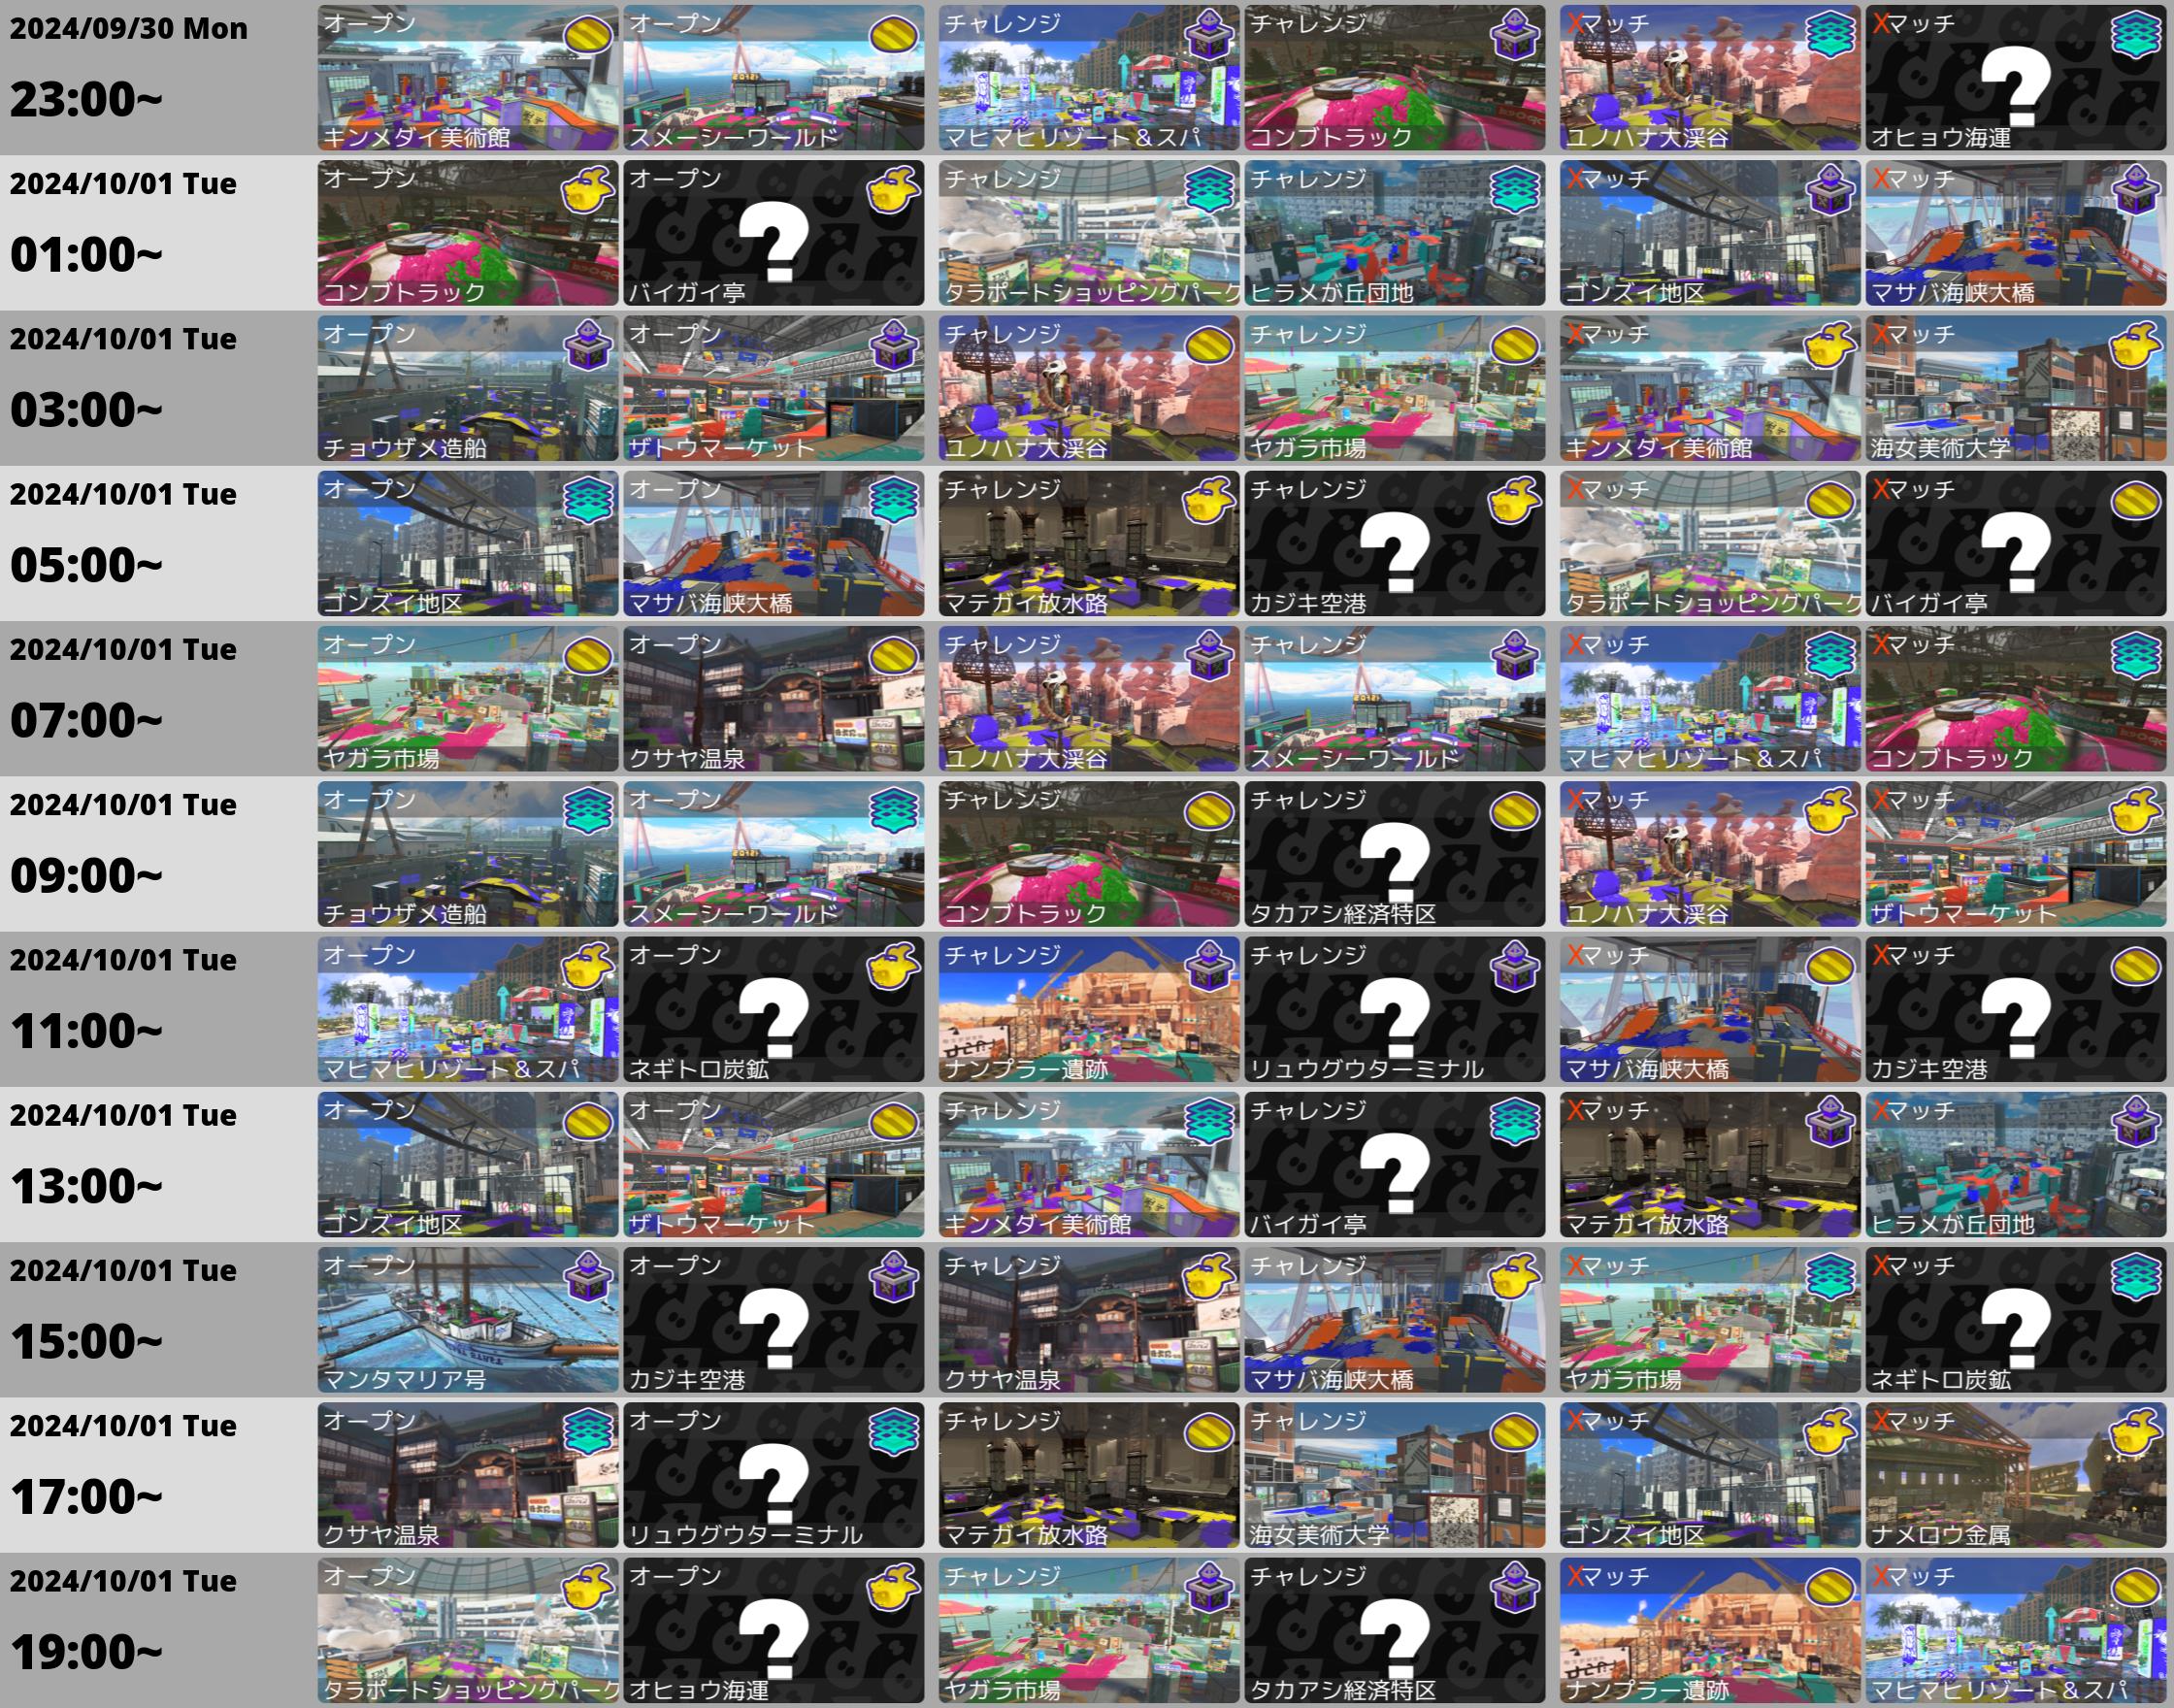 2024/09/30 Mon
23:00~
オープン オープン チャレンジ チャレンジ Xマッチ Xマッチ
キンメダイ美術館 スメーシーワールド マヒマヒリゾート＆スパ コンブトラック ユノハナ大渓谷 オヒョウ海運
2024/10/01 Tue
01:00~
オープン オープン チャレンジ チャレンジ Xマッチ Xマッチ
コンブトラック バイガイ亭 タラポートショッピングパーク ヒラメが丘団地 ゴンズイ地区 マサバ海峡大橋
2024/10/01 Tue
03:00~
オープン オープン チャレンジ チャレンジ Xマッチ Xマッチ
チョウザメ造船 ザトウマーケット ユノハナ大渓谷 ヤガラ市場 キンメダイ美術館 海女美術大学
2024/10/01 Tue
05:00~
オープン オープン チャレンジ チャレンジ Xマッチ Xマッチ
ゴンズイ地区 マサバ海峡大橋 マテガイ放水路 カジキ空港 タラポートショッピングパーク バイガイ亭
2024/10/01 Tue
07:00~
オープン オープン チャレンジ チャレンジ Xマッチ Xマッチ
ヤガラ市場 クサヤ温泉 ユノハナ大渓谷 スメーシーワールド マヒマヒリゾート＆スパ コンブトラック
2024/10/01 Tue
09:00~
オープン オープン チャレンジ チャレンジ Xマッチ Xマッチ
チョウザメ造船 スメーシーワールド コンブトラック タカアシ経済特区 ユノハナ大渓谷 ザトウマーケット
2024/10/01 Tue
11:00~
オープン オープン チャレンジ チャレンジ Xマッチ Xマッチ
マヒマヒリゾート＆スパ ネギトロ炭鉱 ナンプラー遺跡 リュウグウターミナル マサバ海峡大橋 カジキ空港
2024/10/01 Tue
13:00~
オープン オープン チャレンジ チャレンジ Xマッチ Xマッチ
ゴンズイ地区 ザトウマーケット キンメダイ美術館 バイガイ亭 マテガイ放水路 ヒラメが丘団地
2024/10/01 Tue
15:00~
オープン オープン チャレンジ チャレンジ Xマッチ Xマッチ
マンタマリア号 カジキ空港 クサヤ温泉 マサバ海峡大橋 ヤガラ市場 ネギトロ炭鉱
2024/10/01 Tue
17:00~
オープン オープン チャレンジ チャレンジ Xマッチ Xマッチ
クサヤ温泉 リュウグウターミナル マテガイ放水路 海女美術大学 ゴンズイ地区 ナメロウ金属
2024/10/01 Tue
19:00~
オープン オープン チャレンジ チャレンジ Xマッチ Xマッチ
タラポートショッピングパーク オヒョウ海運 ヤガラ市場 タカアシ経済特区 ナンプラー遺跡 マヒマヒリゾート＆スパ